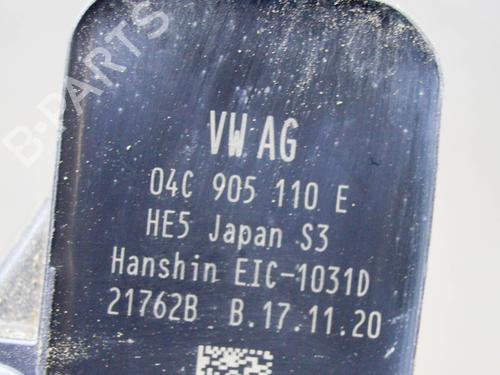 B-PARTS
VW AG
04C 905 110 E
HE5 Japan S3
Hanshin EIC-1031D
21762B B.17.11.20